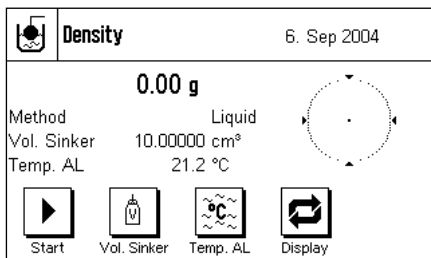 Density 6. Sep 2004
0.00 g
Method Liquid
Vol. Sinker 10.00000 cm³
Temp. AL 21.2 °C
V °C
Start Vol. Sinker Temp. AL Display